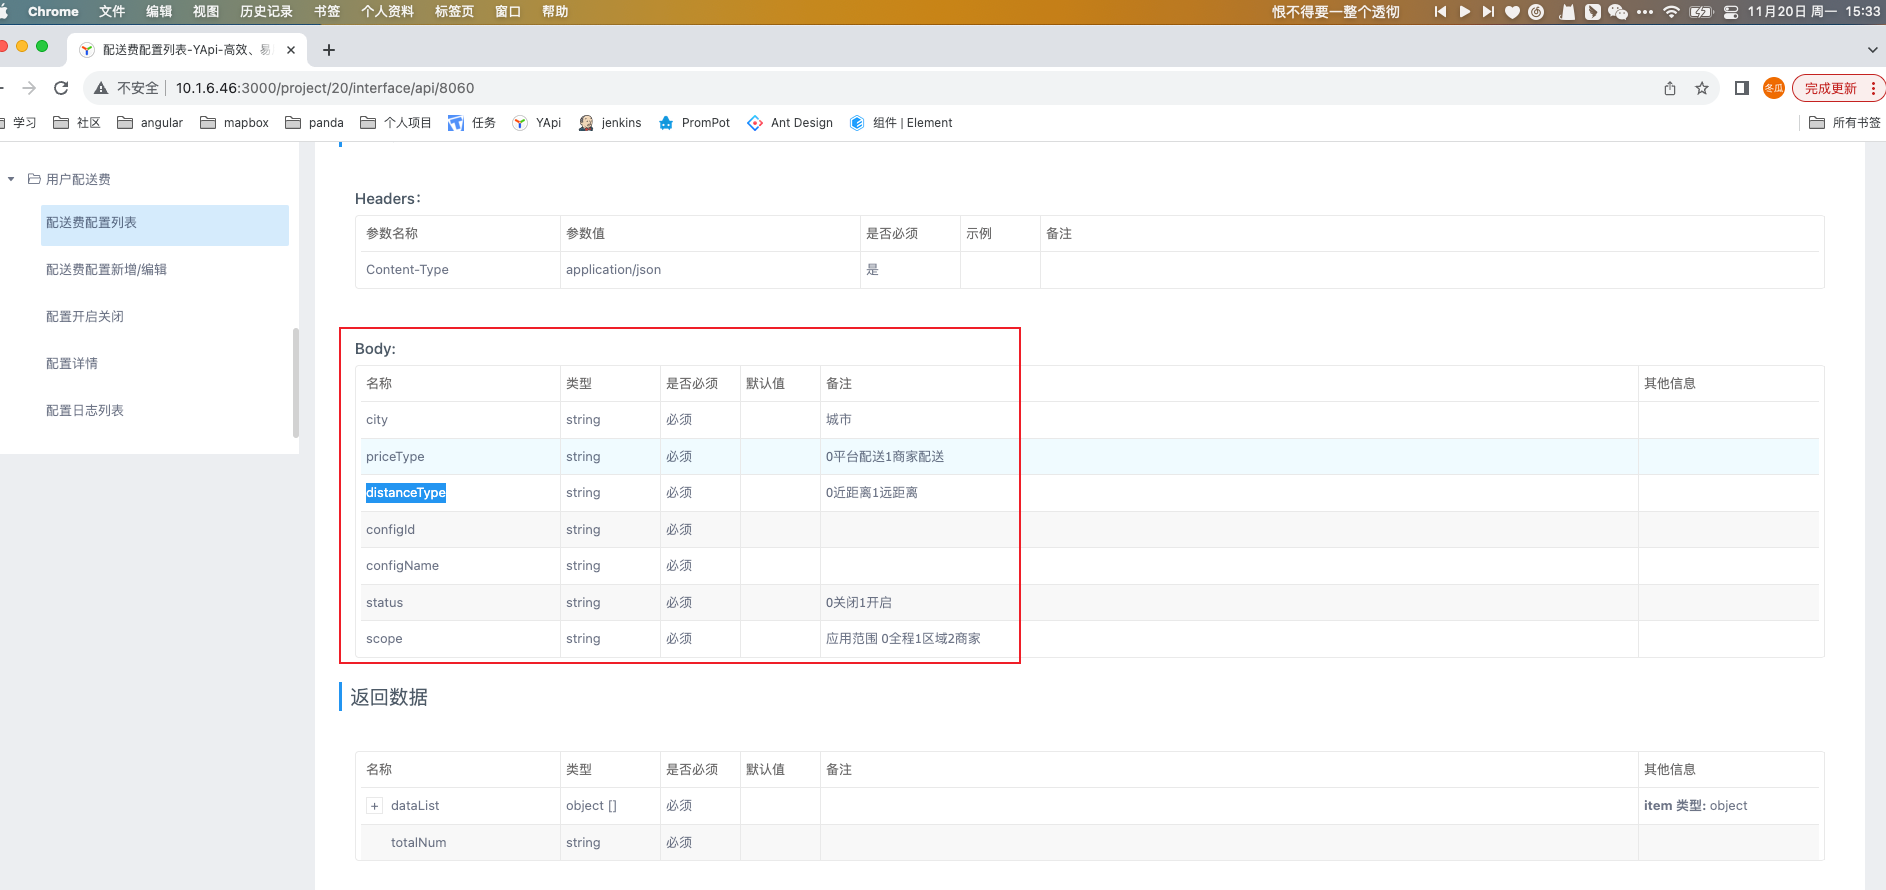 Chrome 文件 编辑 视图 历史记录 书签 个人资料 标签页 窗口 帮助 恨不得要一整个透彻 11月20日 周一 15:33
配送费配置列表-YApi-高效、易
不安全 10.1.6.46:3000/project/20/interface/api/8060 冬瓜 完成更新
学习 社区 angular mapbox panda 个人项目 任务 YApi jenkins PromPot Ant Design 组件 | Element 所有书签
用户配送费
配送费配置列表
配送费配置新增/编辑
配置开启关闭
配置详情
配置日志列表
Headers:
参数名称 参数值 是否必须 示例 备注
Content-Type application/json 是
Body:
名称 类型 是否必须 默认值 备注 其他信息
city string 必须 城市
priceType string 必须 0平台配送1商家配送
distanceType string 必须 0近距离1远距离
configId string 必须
configName string 必须
status string 必须 0关闭1开启
scope string 必须 应用范围 0全程1区域2商家
返回数据
名称 类型 是否必须 默认值 备注 其他信息
dataList object [] 必须 item 类型: object
totalNum string 必须